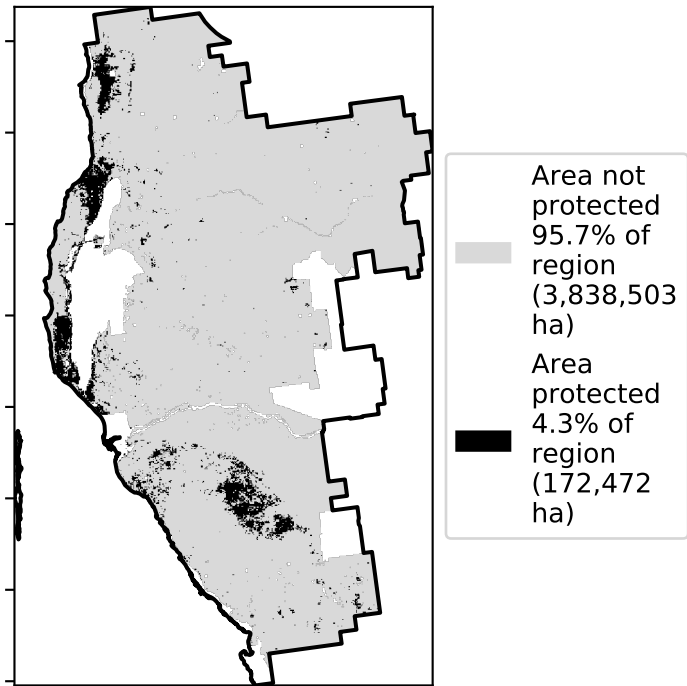 Area not
protected
95.7% of
region
(3,838,503
ha)
Area
protected
4.3% of
region
(172,472
ha)